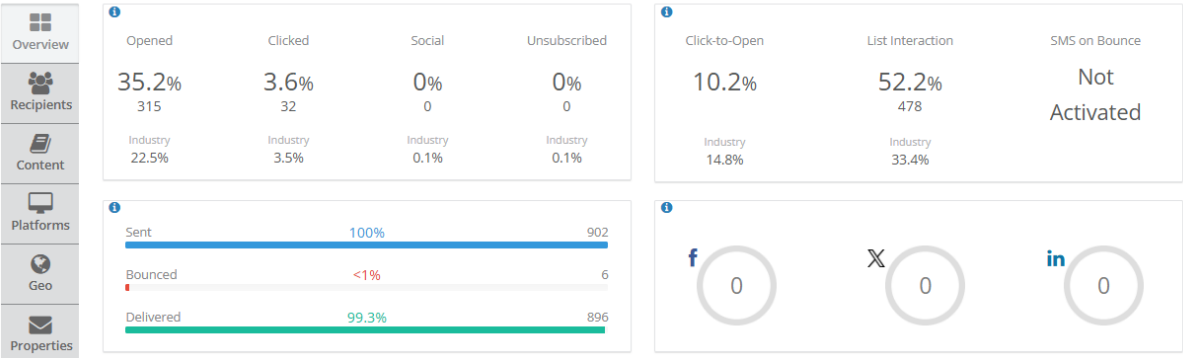 Overview
Recipients
Content
Platforms
Geo
Properties
Opened Clicked Social Unsubscribed
35.2% 3.6% 0% 0%
315 32 0 0
Industry Industry Industry Industry
22.5% 3.5% 0.1% 0.1%
Click-to-Open List Interaction SMS on Bounce
10.2% 52.2% Not
478 Activated
Industry Industry
14.8% 33.4%
Sent 100% 902
Bounced <1% 6
Delivered 99.3% 896
f X in
0 0 0